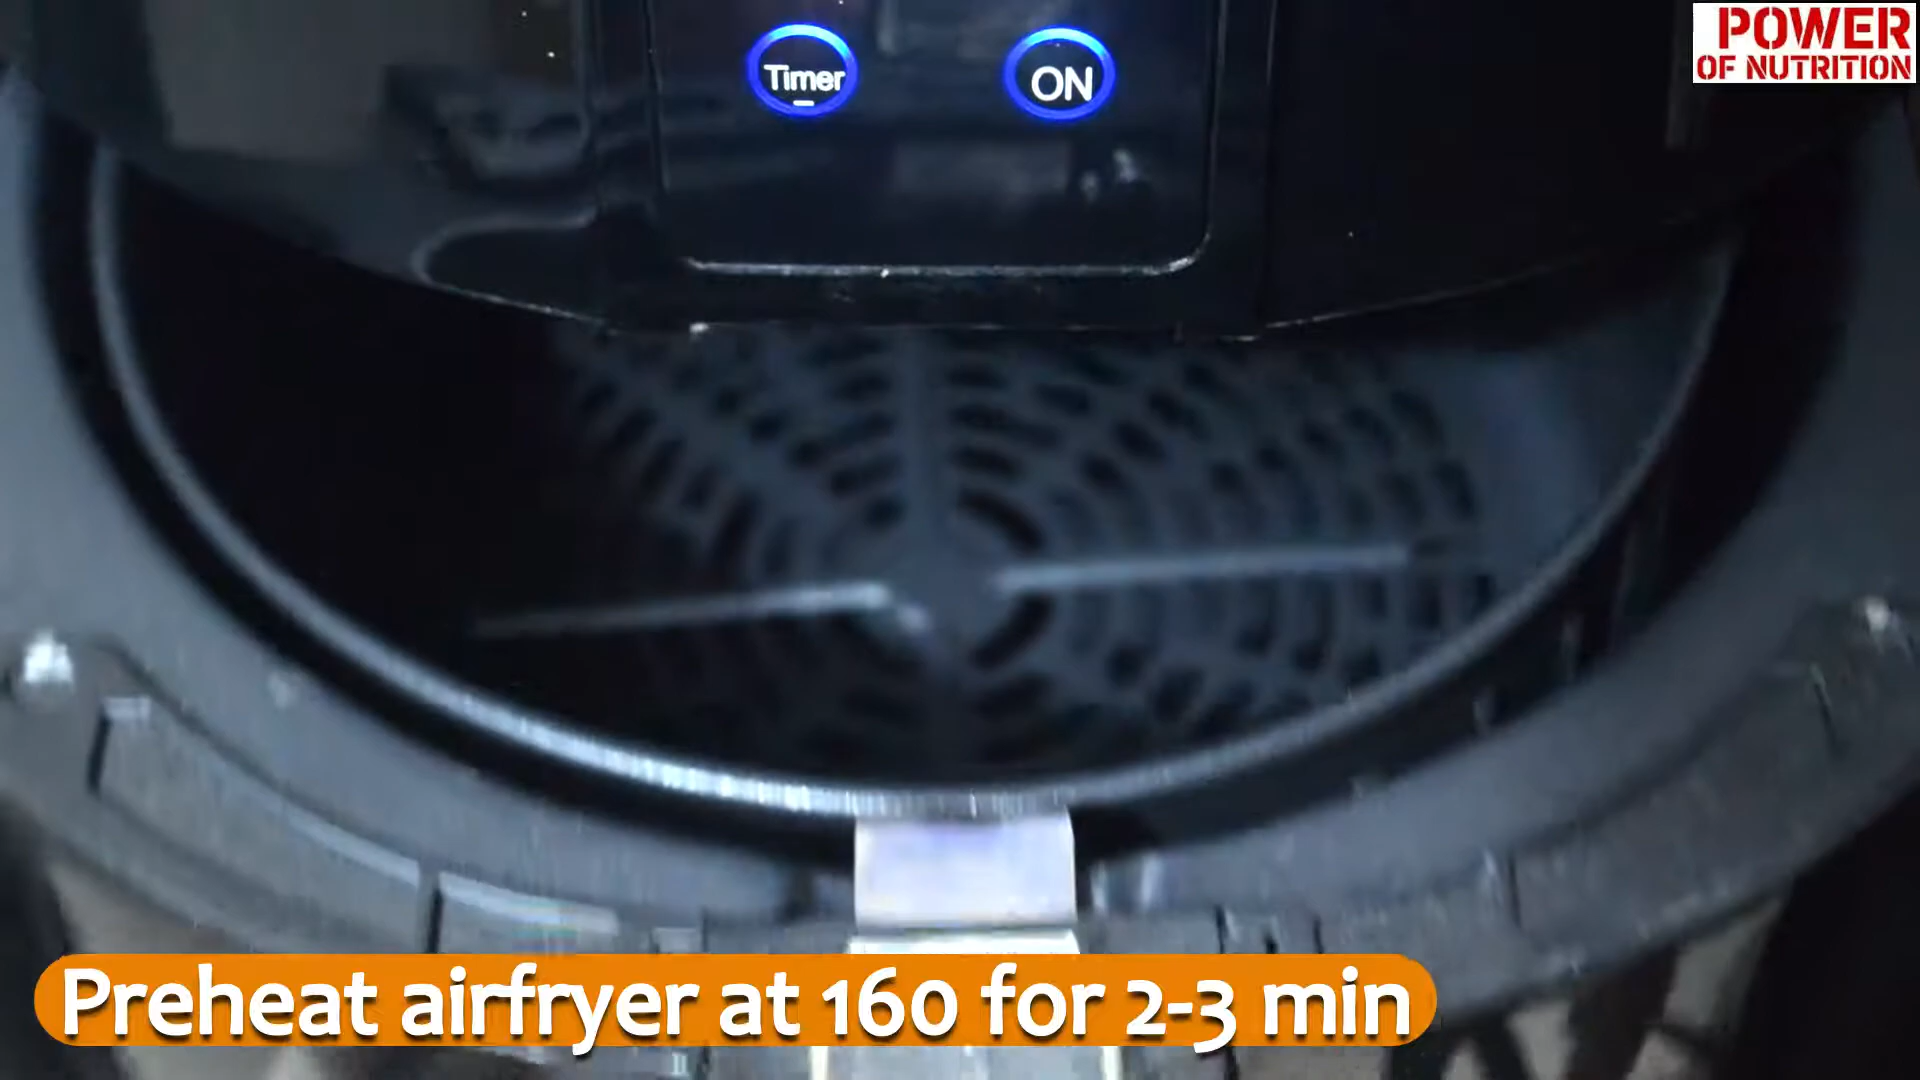 POWER
OF NUTRITION
Timer
ON
Preheat airfryer at 160 for 2-3 min